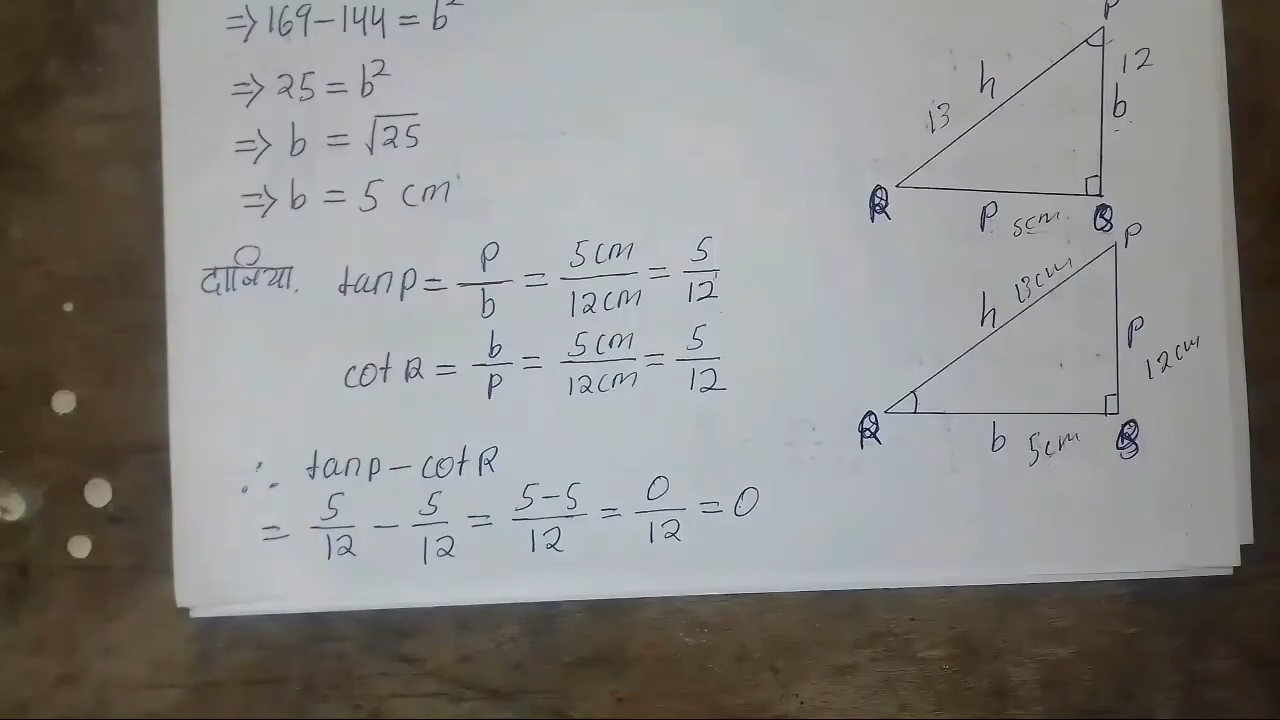 ⇒ 169 - 144 = b²
⇒ 25 = b²
⇒ b = √25
⇒ b = 5 cm
tanp = p/b = 5cm/12cm = 5/12
cot R = b/p = 5cm/12cm = 5/12
∴ tanp - cotR
= 5/12 - 5/12 = 5-5/12 = 0/12 = 0
P
h
12
13
b
R
P 5cm
P
h 13cm
P
12cm
R
b 5cm